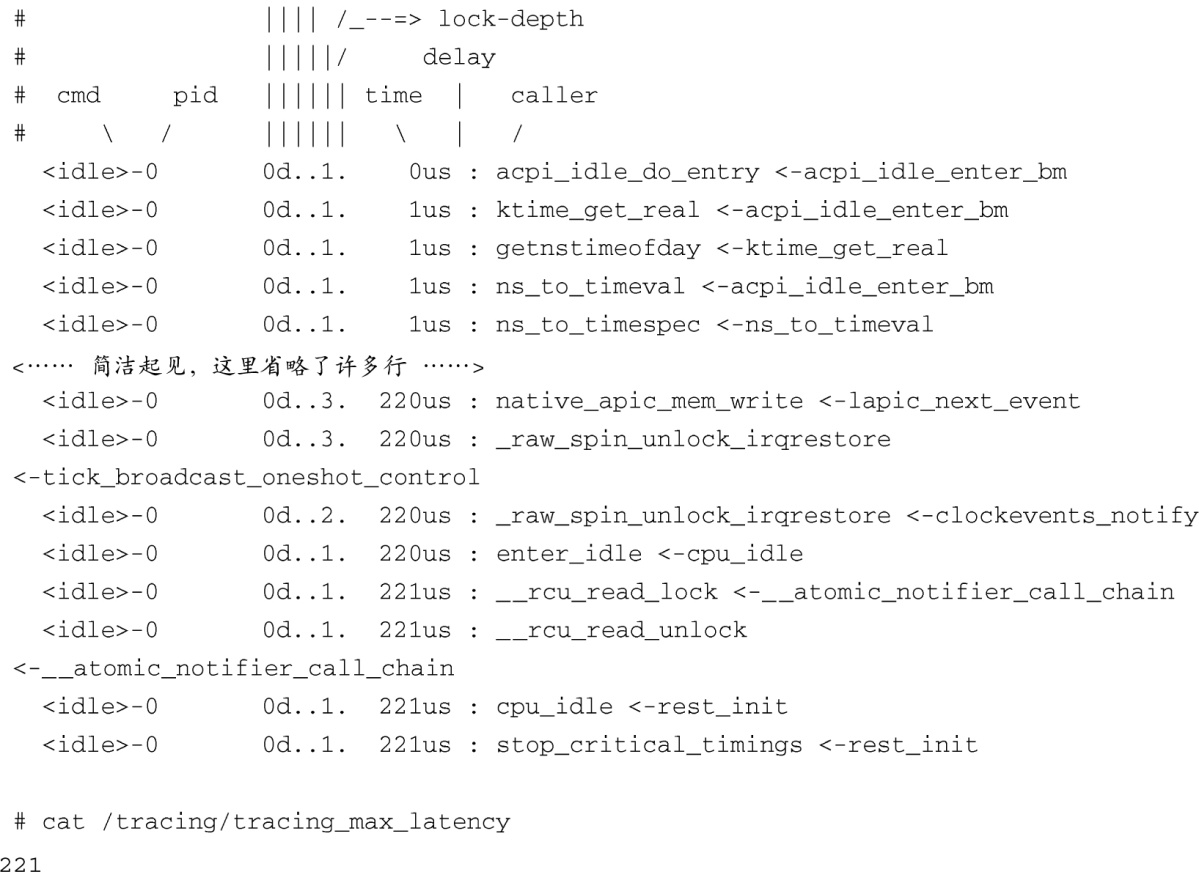 #                |||| /_--=> lock-depth
#                |||||/     delay
#  cmd     pid   |||||| time  |   caller
#     \   /      ||||||   \   |   /
  <idle>-0       0d..1.    0us : acpi_idle_do_entry <-acpi_idle_enter_bm
  <idle>-0       0d..1.    1us : ktime_get_real <-acpi_idle_enter_bm
  <idle>-0       0d..1.    1us : getnstimeofday <-ktime_get_real
  <idle>-0       0d..1.    1us : ns_to_timeval <-acpi_idle_enter_bm
  <idle>-0       0d..1.    1us : ns_to_timespec <-ns_to_timeval
<…… 简洁起见，这里省略了许多行 ……>
  <idle>-0       0d..3.  220us : native_apic_mem_write <-lapic_next_event
  <idle>-0       0d..3.  220us : _raw_spin_unlock_irqrestore
<-tick_broadcast_oneshot_control
  <idle>-0       0d..2.  220us : _raw_spin_unlock_irqrestore <-clockevents_notify
  <idle>-0       0d..1.  220us : enter_idle <-cpu_idle
  <idle>-0       0d..1.  221us : __rcu_read_lock <-__atomic_notifier_call_chain
  <idle>-0       0d..1.  221us : __rcu_read_unlock
<-__atomic_notifier_call_chain
  <idle>-0       0d..1.  221us : cpu_idle <-rest_init
  <idle>-0       0d..1.  221us : stop_critical_timings <-rest_init
# cat /tracing/tracing_max_latency
221